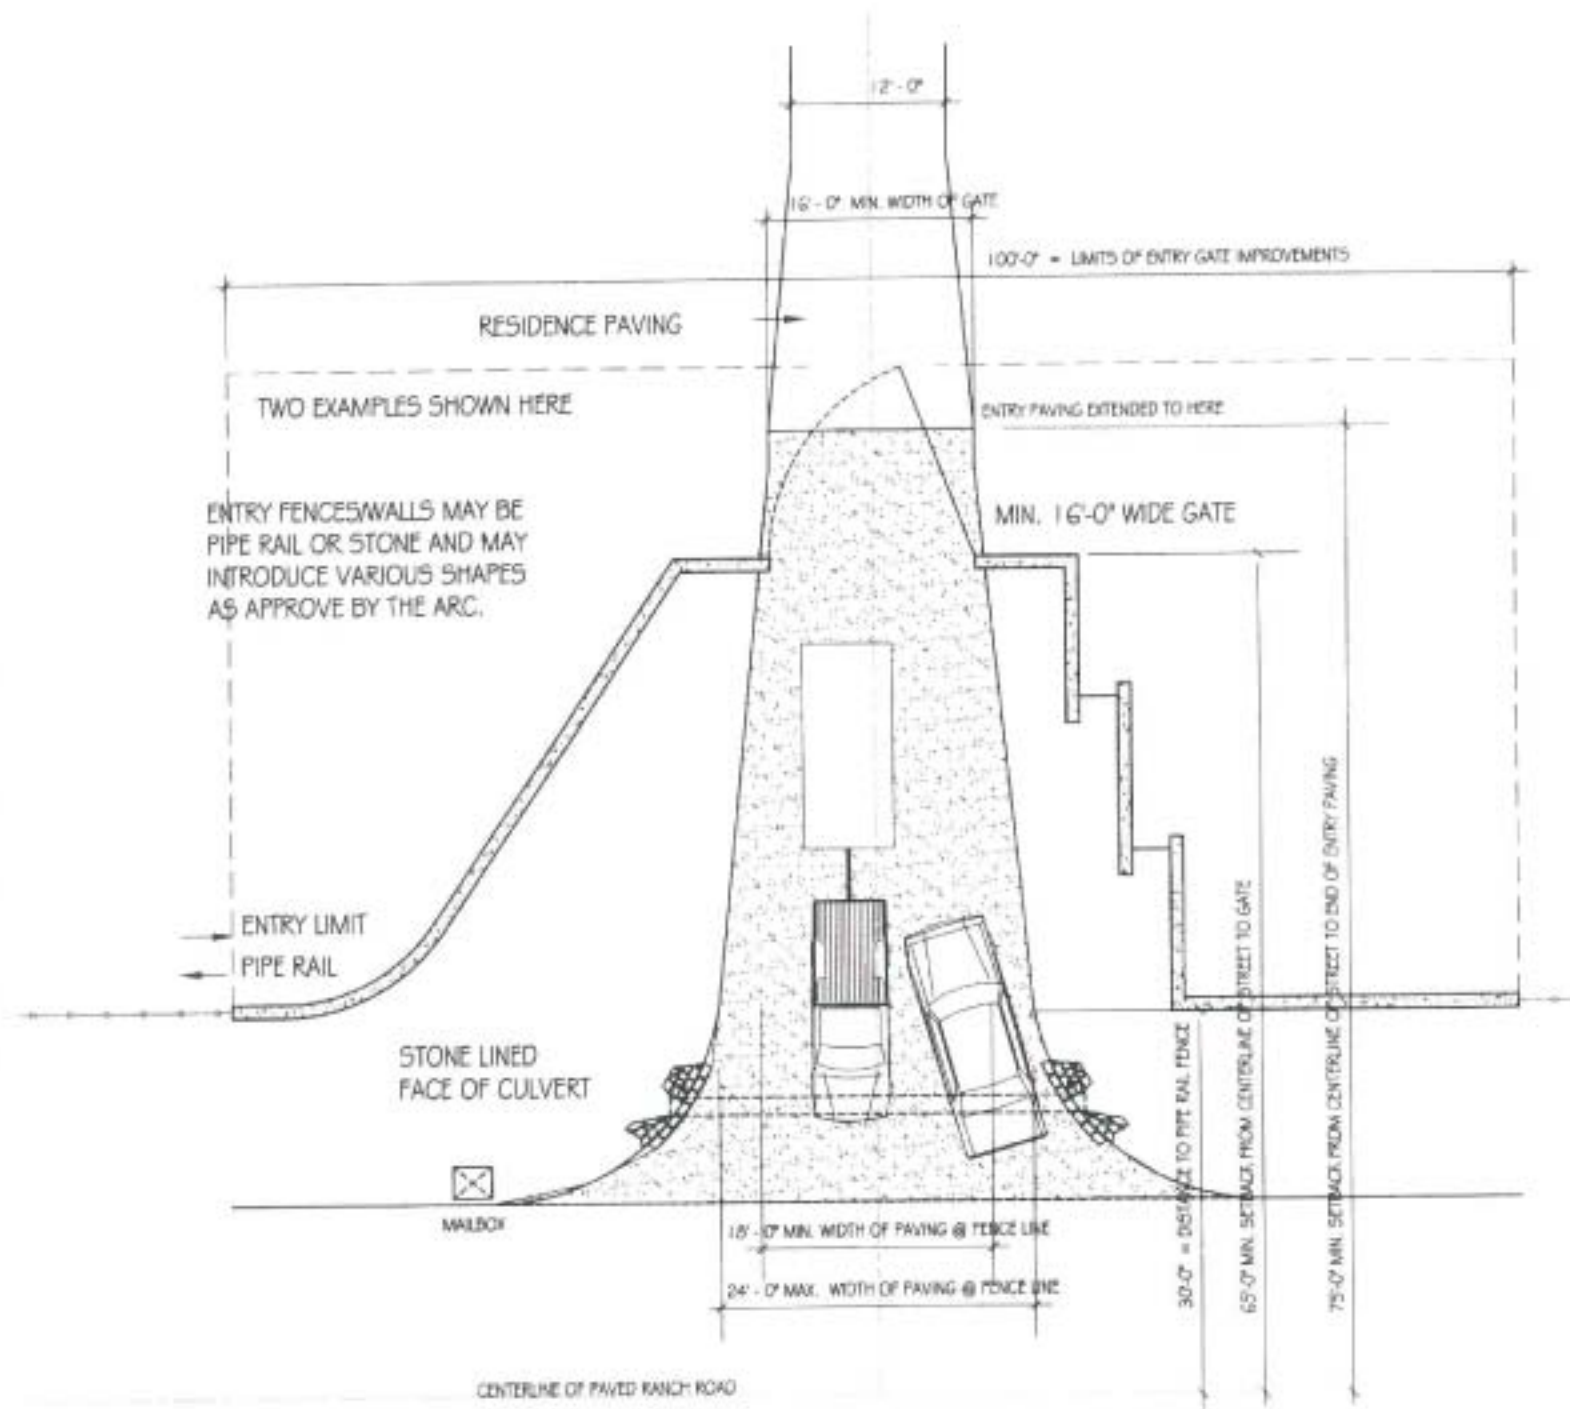 12'-0"
16'-0" MIN. WIDTH OF GATE
100'-0" = LIMITS OF ENTRY GATE IMPROVEMENTS
RESIDENCE PAVING
TWO EXAMPLES SHOWN HERE
ENTRY PAVING EXTENDED TO HERE
ENTRY FENCES/WALLS MAY BE
PIPE RAIL OR STONE AND MAY
INTRODUCE VARIOUS SHAPES
AS APPROVE BY THE ARC.
MIN. 16'-0" WIDE GATE
ENTRY LIMIT
PIPE RAIL
STONE LINED
FACE OF CULVERT
MAILBOX
18'-0" MIN. WIDTH OF PAVING @ FENCE LINE
24'-0" MAX. WIDTH OF PAVING @ FENCE LINE
30'-0" = DISTANCE TO PIPE RAIL FENCE
65'-0" MIN. SETBACK FROM CENTERLINE OF STREET TO GATE
75'-0" MIN. SETBACK FROM CENTERLINE OF STREET TO END OF ENTRY PAVING
CENTERLINE OF PAVED RANCH ROAD